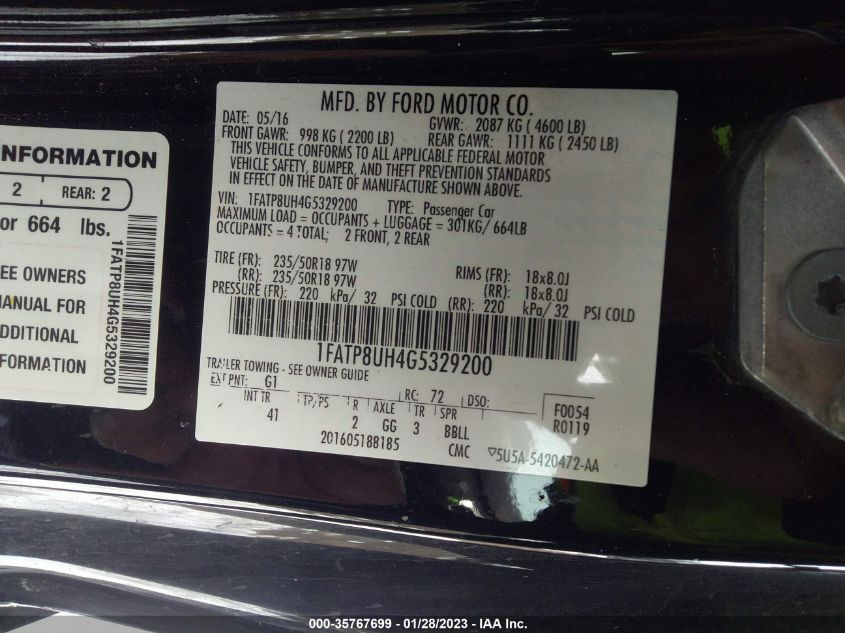 MFD. BY FORD MOTOR CO.
DATE: 05/16 GVWR: 2087 KG ( 4600 LB)
FRONT GAWR: 998 KG ( 2200 LB) REAR GAWR: 1111 KG ( 2450 LB)
THIS VEHICLE CONFORMS TO ALL APPLICABLE FEDERAL MOTOR
VEHICLE SAFETY, BUMPER, AND THEFT PREVENTION STANDARDS
IN EFFECT ON THE DATE OF MANUFACTURE SHOWN ABOVE.
VIN: 1FATP8UH4G5329200 TYPE: Passenger Car
MAXIMUM LOAD = OCCUPANTS + LUGGAGE = 301KG/ 664LB
OCCUPANTS = 4 TOTAL; 2 FRONT, 2 REAR
TIRE (FR): 235/50R18 97W RIMS (FR): 18x8.0J
(RR): 235/50R18 97W (RR): 18x8.0J
PRESSURE (FR): 220 kPa/ 32 PSI COLD (RR): 220 kPa/ 32 PSI COLD
1FATP8UH4G5329200
TRAILER TOWING - SEE OWNER GUIDE
EXT PNT: G1 RC: 72 DSO:
INT TR TP/PS R AXLE TR SPR F0054
41 2 GG 3 BBLL R0119
201605188185 CMC ▽5U5A-5420472-AA
INFORMATION
2 REAR: 2
or 664 lbs.
EE OWNERS
MANUAL FOR
ADDITIONAL
FORMATION
1FATP8UH4G5329200
000-35767699 / 01/28/2023 / IAA Inc.